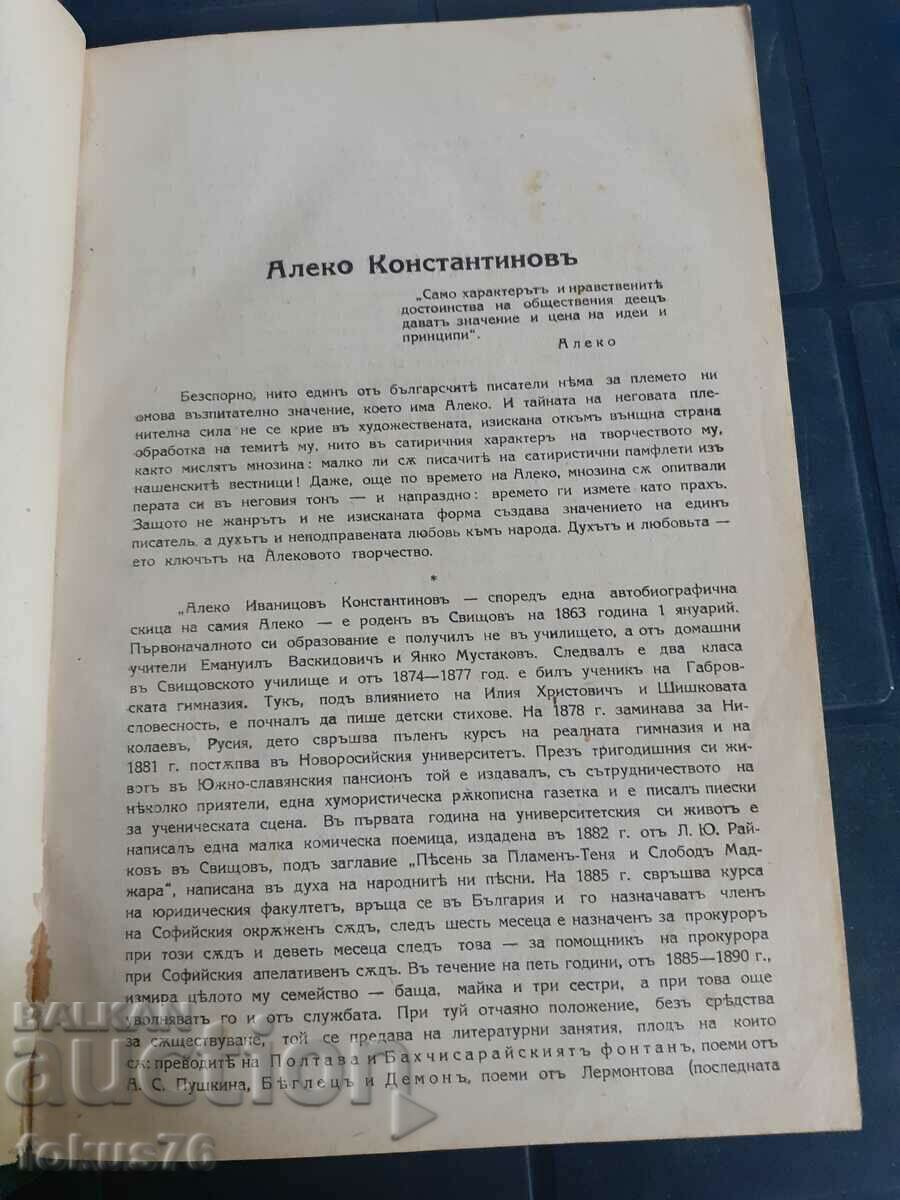 Алеко Константиновъ
„Само характерътъ и нравственитѣ
достоинства на обществения деецъ
даватъ значение и цена на идеи и
принципи“.
Алеко
Безспорно, нито единъ отъ българсчитѣ писатели нѣма за племето ни
онова възпитателно значение, което има Алеко. И тайната на неговата пле-
нителна сила не се крие въ художествената, изискана откъмъ външна страна
обработка на темитѣ му, нито въ сатиричния характеръ на творчеството му,
както мислятъ мнозина: малко ли сѫ писачитѣ на сатиристични памфлети изъ
нашенскитѣ вестници! Даже, още по времето на Алеко, мнозина сѫ опитвали
перата си въ неговия тонъ — и напраздно: времето ги измете като прахъ.
Защото не жанрътъ и не изисканата форма създава значението на единъ
писатель, а духътъ и неподправената любовь къмъ народа. Духътъ и любовьта —
ето ключътъ на Алековото творчество.
*
„Алеко Иваницовъ Константиновъ — споредъ една автобиографична
скица на самия Алеко — е роденъ въ Свищовъ на 1863 година 1 януарий.
Първоначалното си образование е получилъ не въ училището, а отъ домашни
учители Емануилъ Васкидовичъ и Янко Мустаковъ. Следвалъ е два класа
въ Свищовското училище и отъ 1874—1877 год. е билъ ученикъ на Габров-
ската гимназия. Тукъ, подъ влиянието на Илия Христовичъ и Шишковата
словесность, е почналъ да пише детски стихове. На 1878 г. заминава за Ни-
колаевъ, Русия, дето свръшва пъленъ курсъ на реалната гимназия и на
1881 г. постѫпва въ Новоросийския университетъ. Презъ тригодишния си жи-
вотъ въ Южно-славянския пансионъ той е издавалъ, съ сътрудничеството на
нѣколко приятели, една хумористическа рѫкописна газетка и е писалъ пиески
за ученическата сцена. Въ първата година на университетския си животъ е
написалъ една малка комическа поемица, издадена въ 1882 г. отъ Л. Ю. Рай-
ковъ въ Свищовъ, подъ заглавие „Пѣсень за Пламенъ-Теня и Слободъ Мад-
жара“, написана въ духа на народнитѣ ни пѣсни. На 1885 г. свръшва курса
на юридическия факултетъ, връща се въ България и го назначаватъ членъ
на Софийския окрѫженъ сѫдъ, следъ шесть месеца е назначенъ за прокуроръ
при този сѫдъ и деветь месеца следъ това — за помощникъ на прокурора
при Софийския апелативенъ сѫдъ. Въ течение на петь години, отъ 1885—1890 г.,
измира цѣлото му семейство — баща, майка и три сестри, а при това още
уволняватъ го и отъ службата. При туй отчаяно положение, безъ срѣдства
за сѫществуване, той се предава на литературни занятия, плодъ на които
сѫ: преводитѣ на Полтава и Бахчисарайскиятъ фонтанъ, поеми отъ
А. С. Пушкина, Бѣглецъ и Демонъ, поеми отъ Лермонтова (последната
BALKAN
auction
fokus76